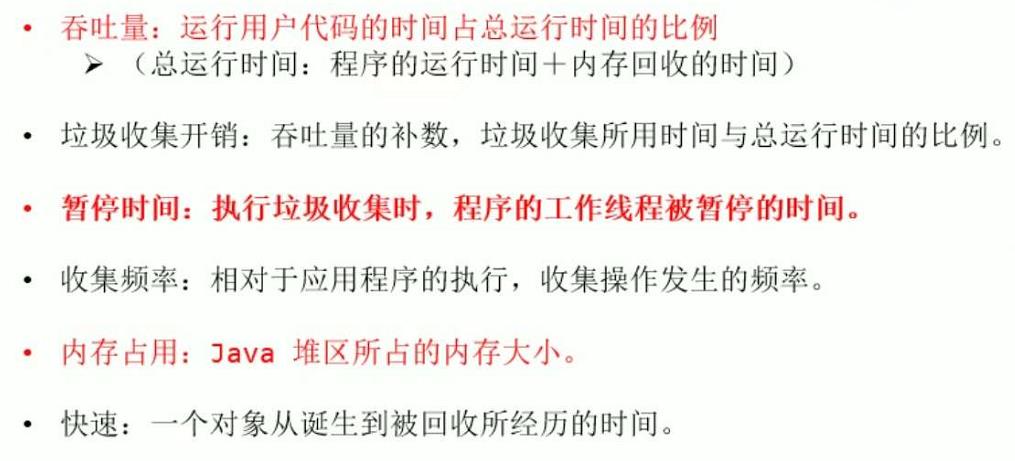 • 吞吐量：运行用户代码的时间占总运行时间的比例
➢ （总运行时间：程序的运行时间＋内存回收的时间）
• 垃圾收集开销：吞吐量的补数，垃圾收集所用时间与总运行时间的比例。
• 暂停时间：执行垃圾收集时，程序的工作线程被暂停的时间。
• 收集频率：相对于应用程序的执行，收集操作发生的频率。
• 内存占用：Java 堆区所占的内存大小。
• 快速：一个对象从诞生到被回收所经历的时间。